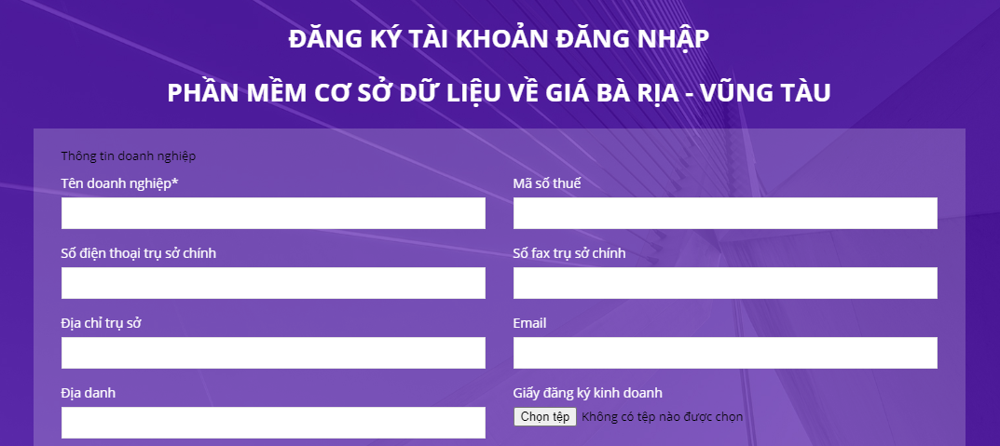 ĐĂNG KÝ TÀI KHOẢN ĐĂNG NHẬP
PHẦN MỀM CƠ SỞ DỮ LIỆU VỀ GIÁ BÀ RỊA - VŨNG TÀU
Thông tin doanh nghiệp
Tên doanh nghiệp*
Mã số thuế
Số điện thoại trụ sở chính
Số fax trụ sở chính
Địa chỉ trụ sở
Email
Địa danh
Giấy đăng ký kinh doanh
Chọn tệp Không có tệp nào được chọn